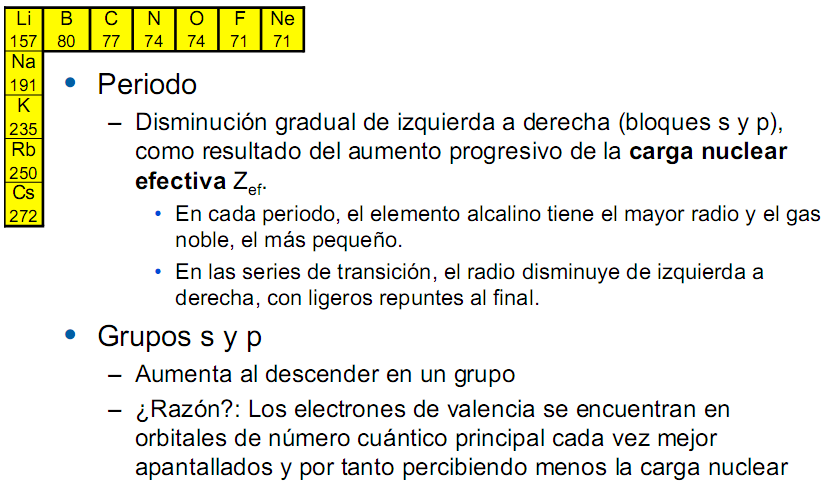 Li B C N O F Ne
157 80 77 74 74 71 71
Na
191
K
235
Rb
250
Cs
272
• Periodo
– Disminución gradual de izquierda a derecha (bloques s y p),
como resultado del aumento progresivo de la carga nuclear
efectiva Zef.
• En cada periodo, el elemento alcalino tiene el mayor radio y el gas
noble, el más pequeño.
• En las series de transición, el radio disminuye de izquierda a
derecha, con ligeros repuntes al final.
• Grupos s y p
– Aumenta al descender en un grupo
– ¿Razón?: Los electrones de valencia se encuentran en
orbitales de número cuántico principal cada vez mejor
apantallados y por tanto percibiendo menos la carga nuclear